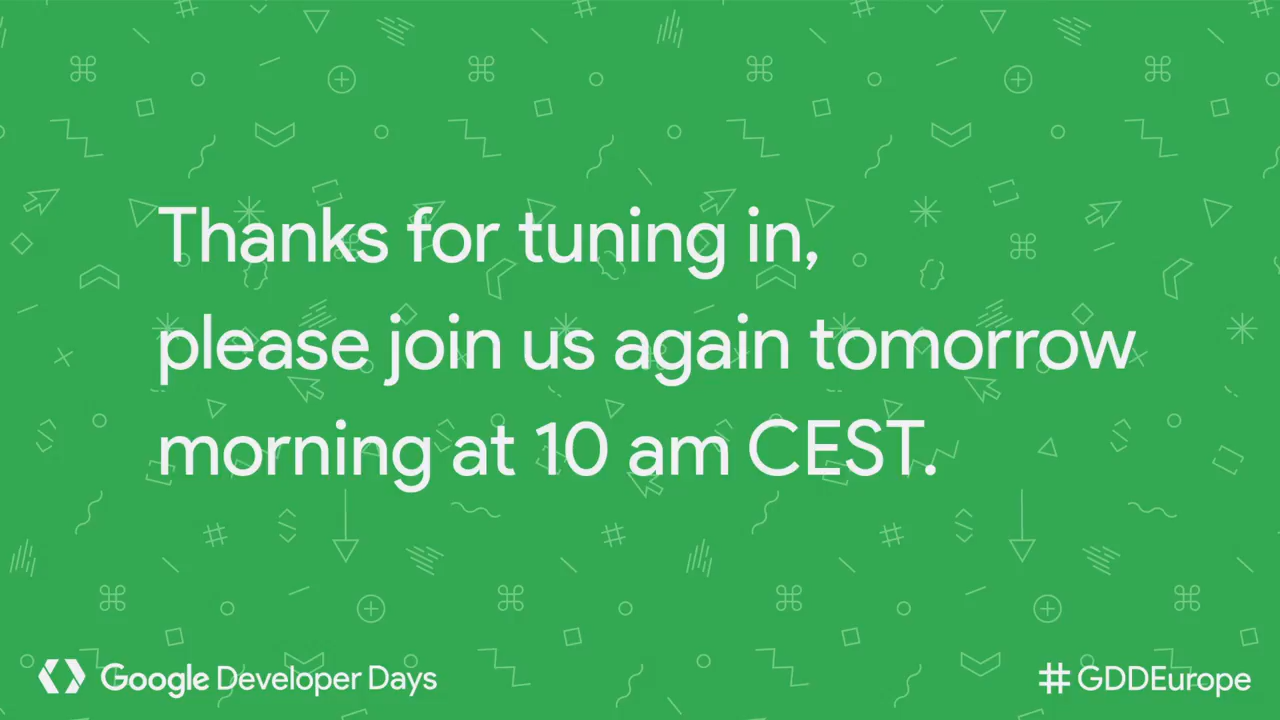 Thanks for tuning in,
please join us again tomorrow
morning at 10 am CEST.
Google Developer Days
#GDDEurope